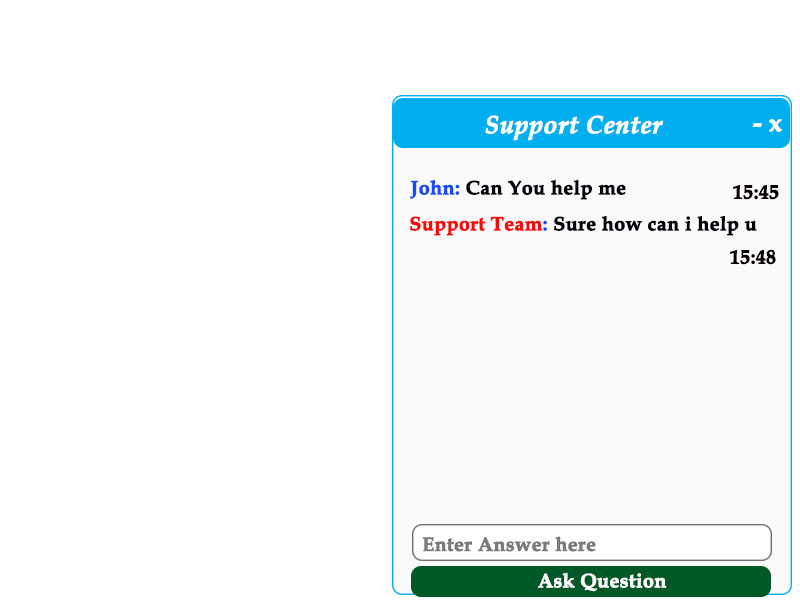 Support Center - x
John: Can You help me 15:45
Support Team: Sure how can i help u
15:48
Enter Answer here
Ask Question